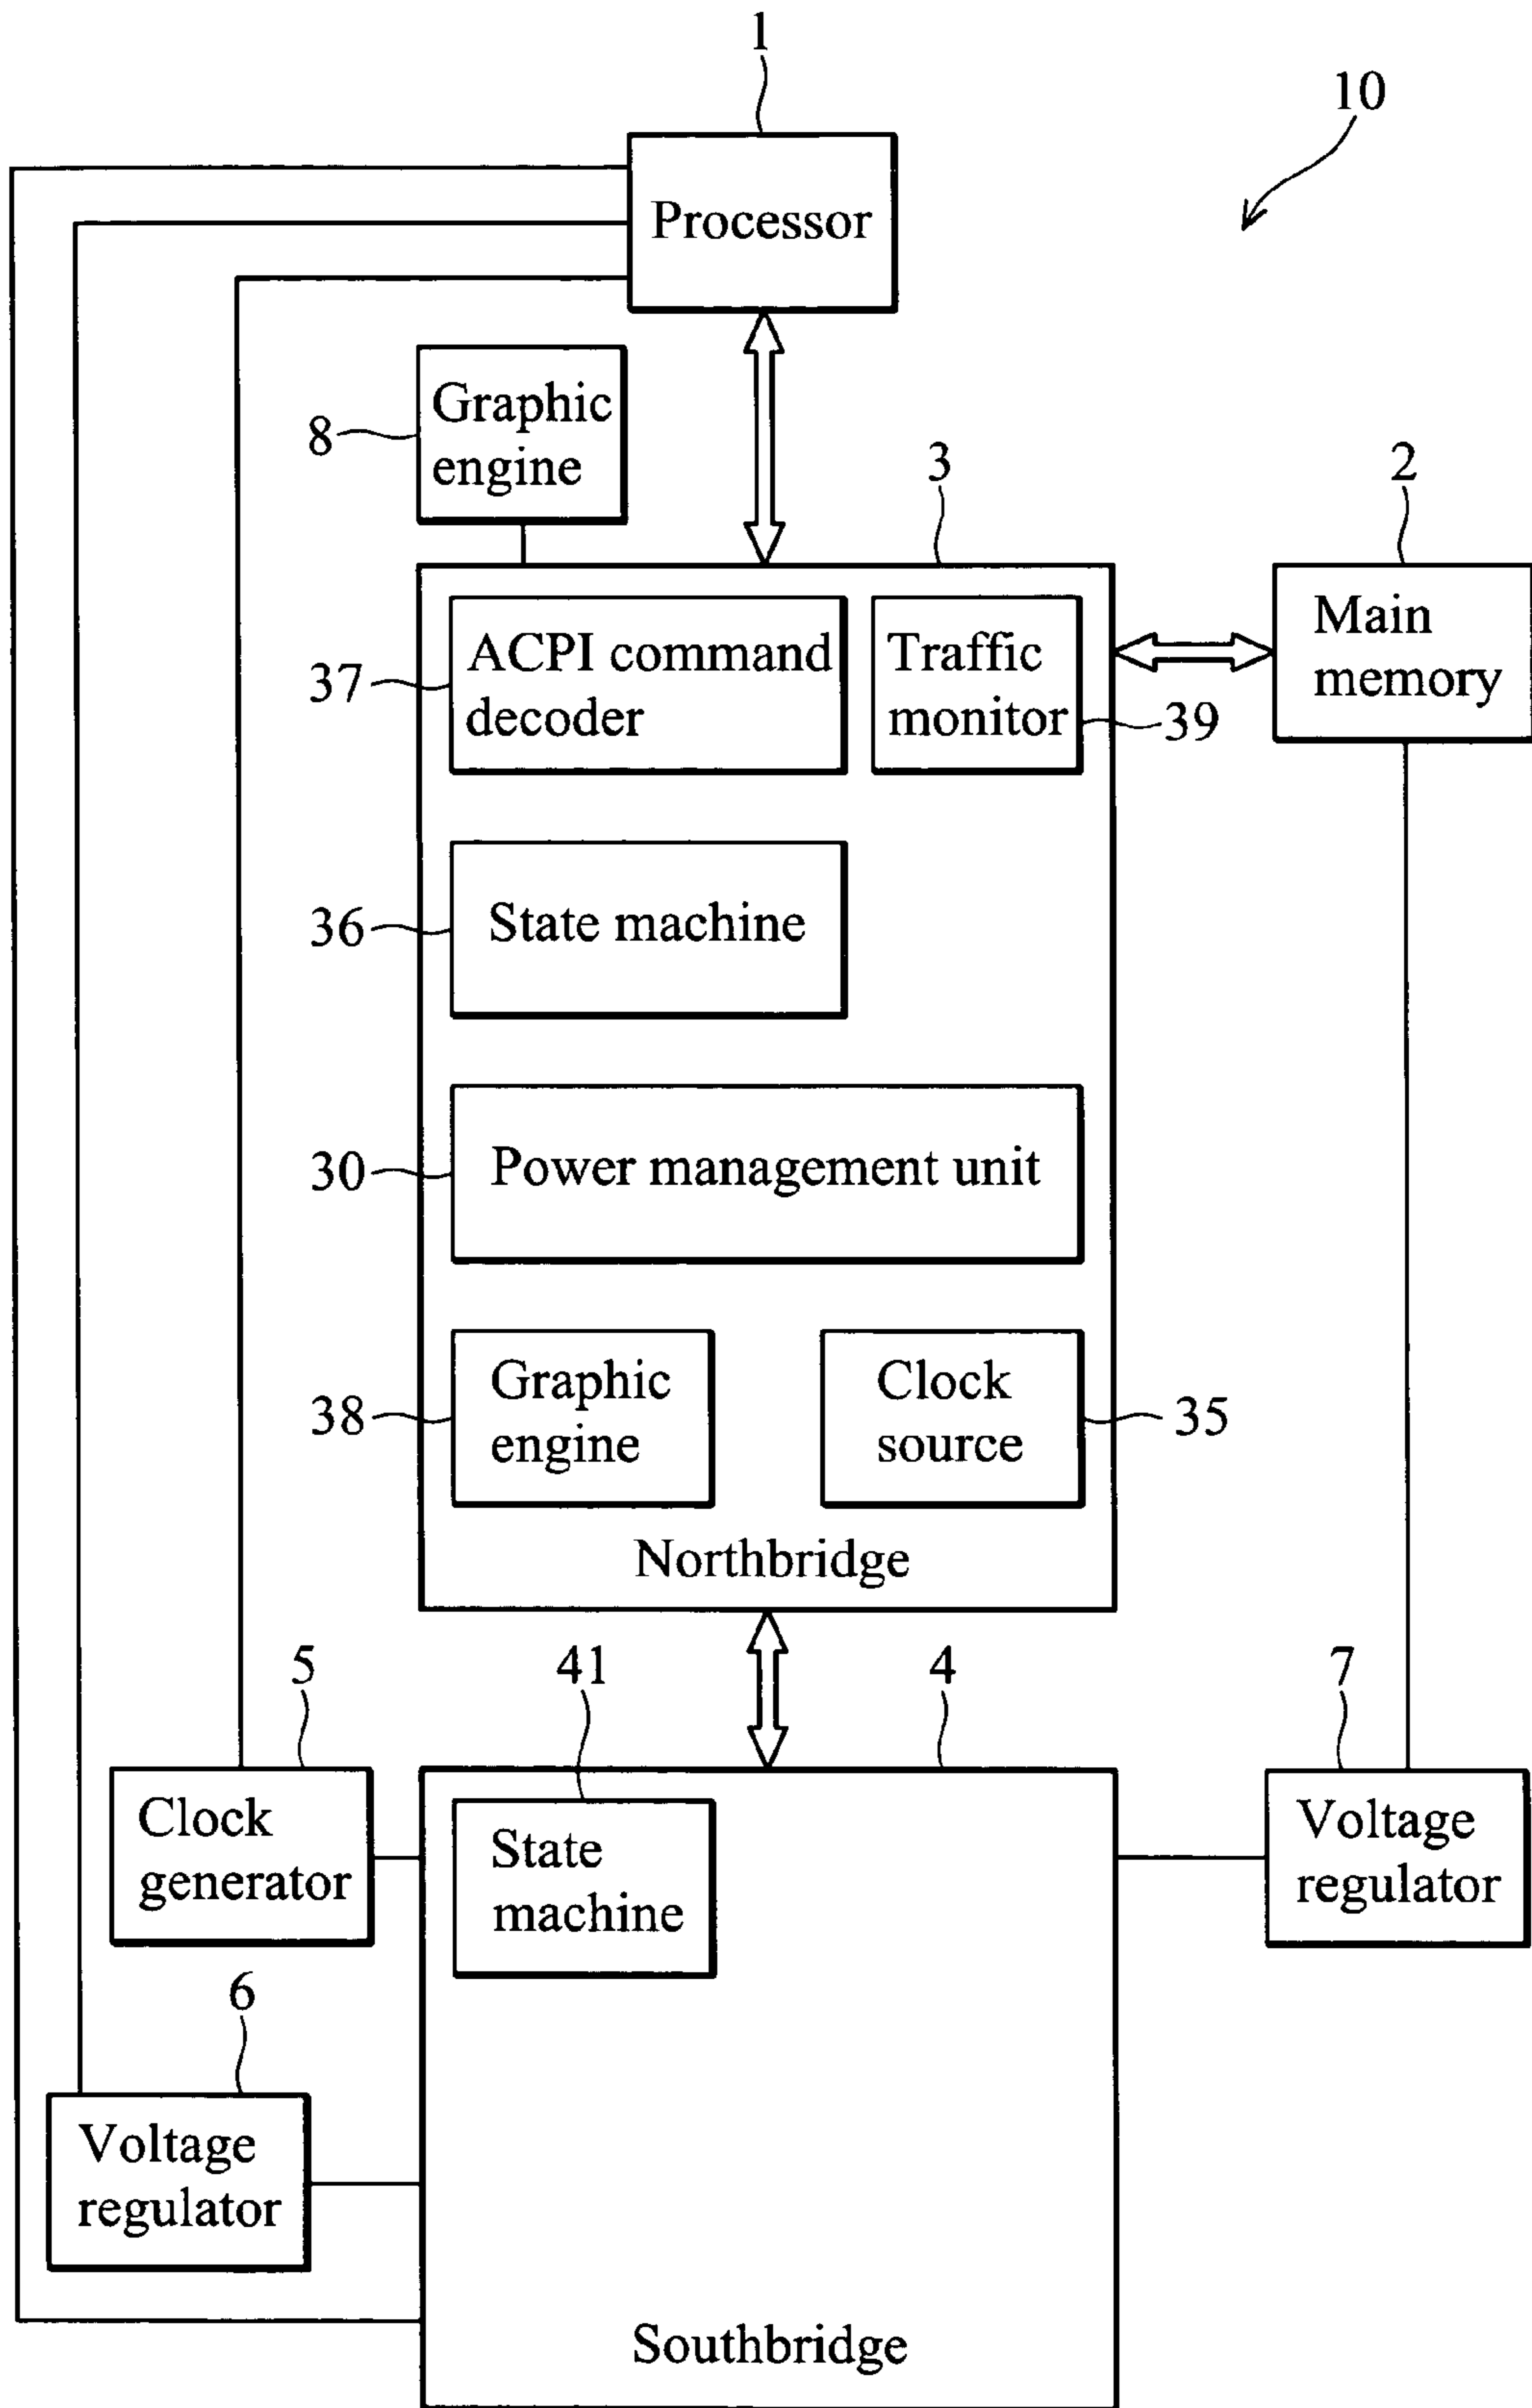 1
10
Processor
Graphic
engine
8
3
2
ACPI command
decoder
37
Traffic
monitor
39
Main
memory
State machine
36
Power management unit
30
Graphic
engine
38
Clock
source
35
Northbridge
5
41
4
7
Clock
generator
State
machine
Voltage
regulator
6
Voltage
regulator
Southbridge